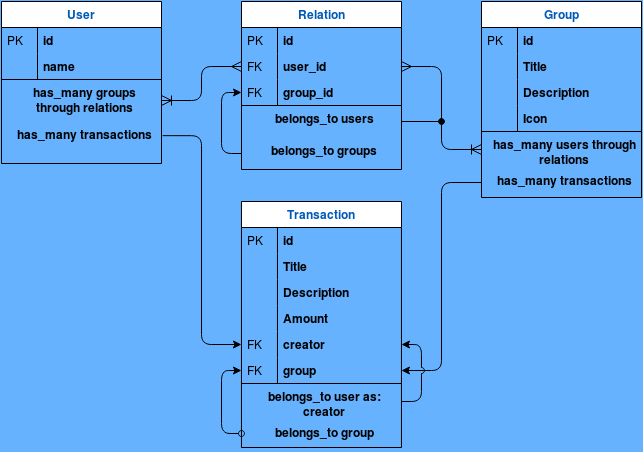 User
PK id
name
has_many groups
through relations
has_many transactions
Relation
PK id
FK user_id
FK group_id
belongs_to users
belongs_to groups
Group
PK id
Title
Description
Icon
has_many users through
relations
has_many transactions
Transaction
PK id
Title
Description
Amount
FK creator
FK group
belongs_to user as:
creator
belongs_to group